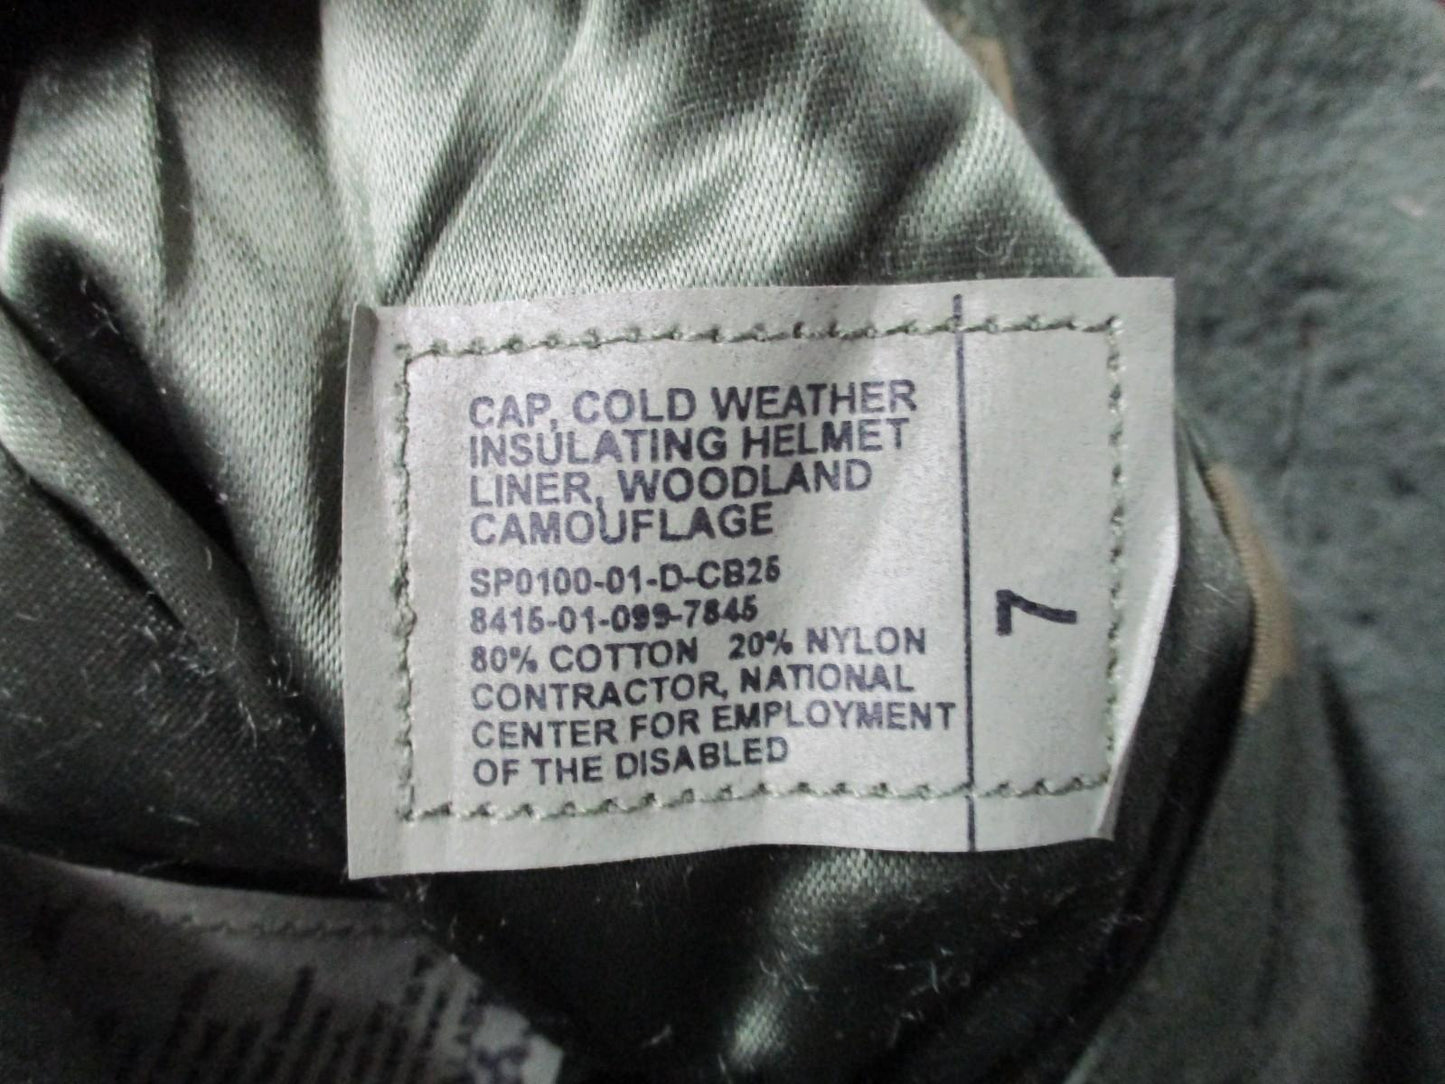 CAP, COLD WEATHER
INSULATING HELMET
LINER, WOODLAND
CAMOUFLAGE
SP0100-01-D-CB25
8415-01-099-7845
80% COTTON 20% NYLON
CONTRACTOR, NATIONAL
CENTER FOR EMPLOYMENT
OF THE DISABLED
7